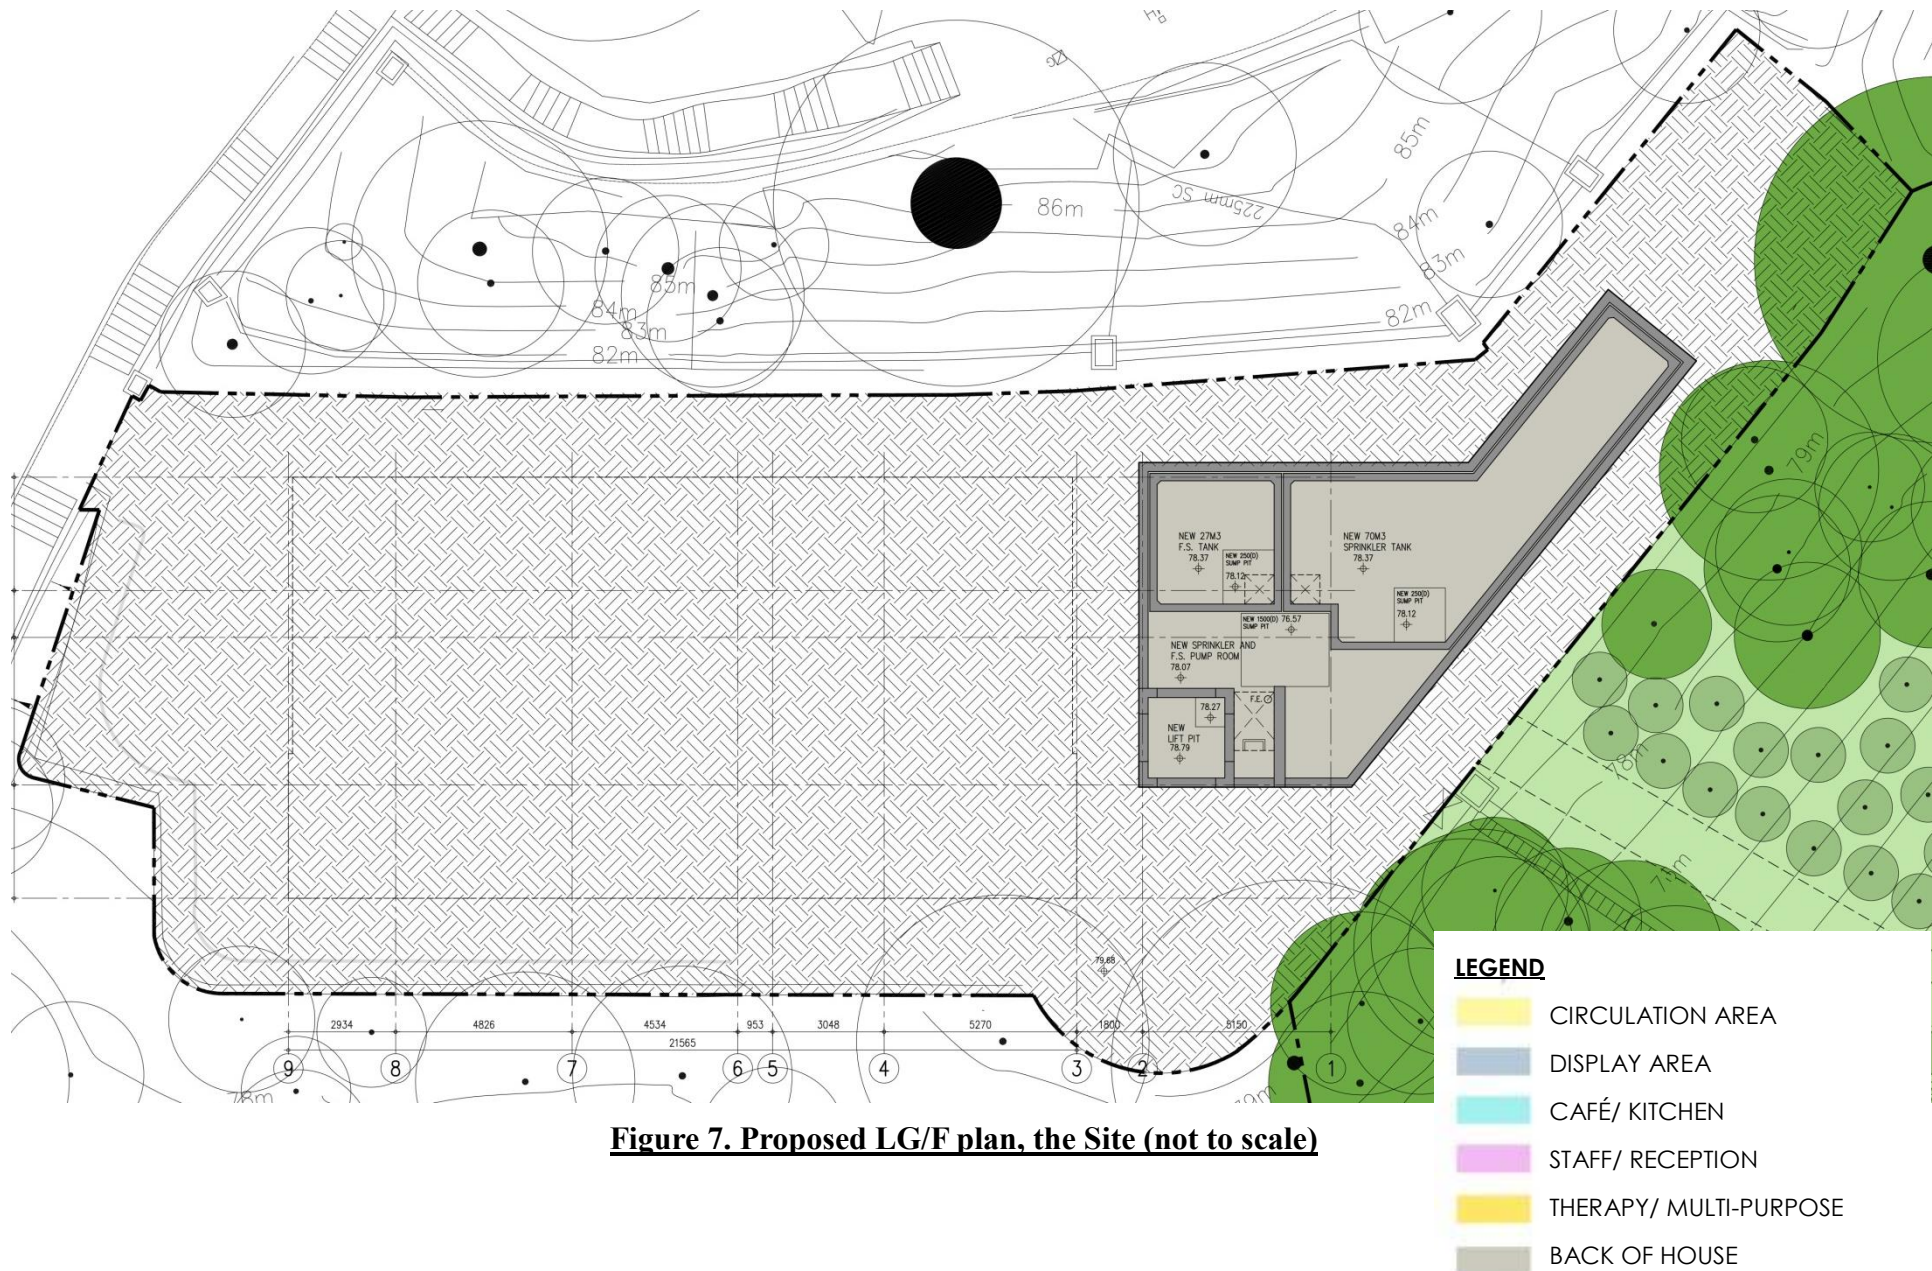 86m
225mm SC
85m
84m
83m
82m
85m
84m
83m
82m
79m
NEW 27M3
F.S. TANK
78.37
NEW 250(D)
SUMP PIT
78.12
NEW 70M3
SPRINKLER TANK
78.37
NEW 250(D)
SUMP PIT
78.12
NEW 1500(D) 76.57
SUMP PIT
NEW SPRINKLER AND
F.S. PUMP ROOM
78.07
F.E.
78.27
NEW
LIFT PIT
78.79
78m
77m
79.68
2934
4826
4534
953
3048
5270
1800
5150
21565
9
8
7
6
5
4
3
2
1
78m
79m
LEGEND
CIRCULATION AREA
DISPLAY AREA
CAFÉ/ KITCHEN
STAFF/ RECEPTION
THERAPY/ MULTI-PURPOSE
BACK OF HOUSE
Figure 7. Proposed LG/F plan, the Site (not to scale)